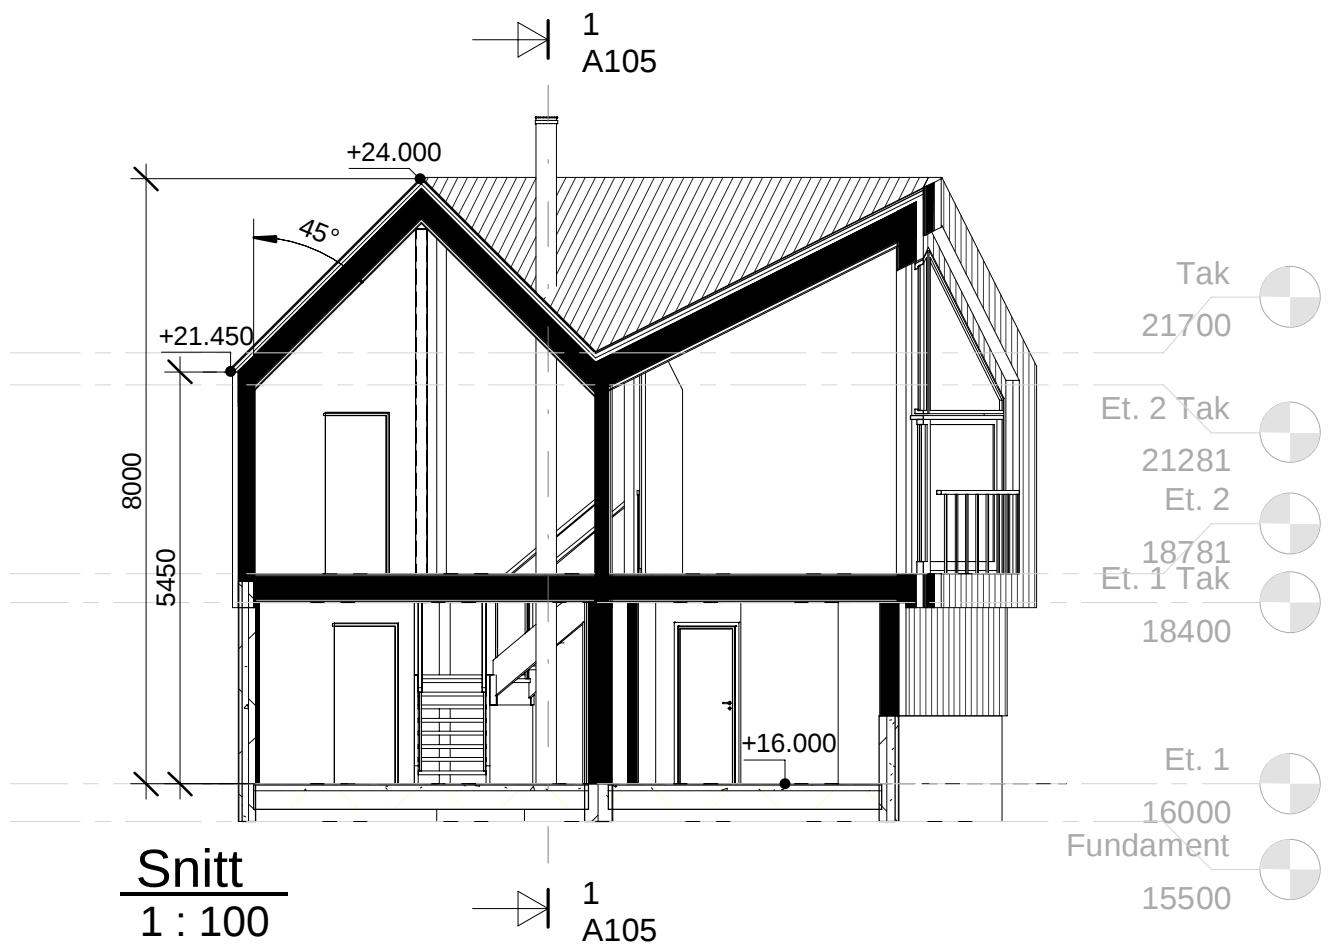 1
A105
+24.000
45°
+21.450
8000
5450
+16.000
Tak
21700
Et. 2 Tak
21281
Et. 2
18781
Et. 1 Tak
18400
Et. 1
16000
Fundament
15500
Snitt
1 : 100
1
A105